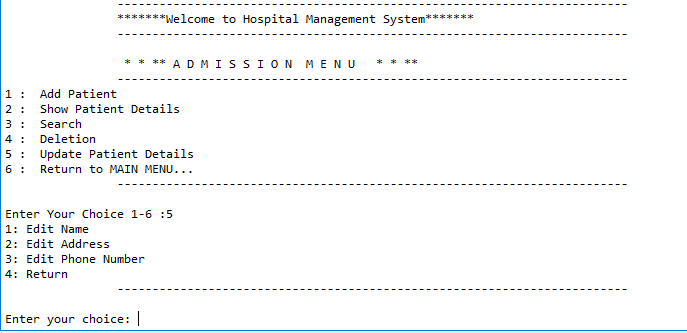 -------------------------------------------------------------------------
*******Welcome to Hospital Management System*******
-------------------------------------------------------------------------
* * ** A D M I S S I O N  M E N U   * * **
-------------------------------------------------------------------------
1 :  Add Patient
2 :  Show Patient Details
3 :  Search
4 :  Deletion
5 :  Update Patient Details
6 :  Return to MAIN MENU...
-------------------------------------------------------------------------
Enter Your Choice 1-6 :5
1: Edit Name
2: Edit Address
3: Edit Phone Number
4: Return
-------------------------------------------------------------------------
Enter your choice: